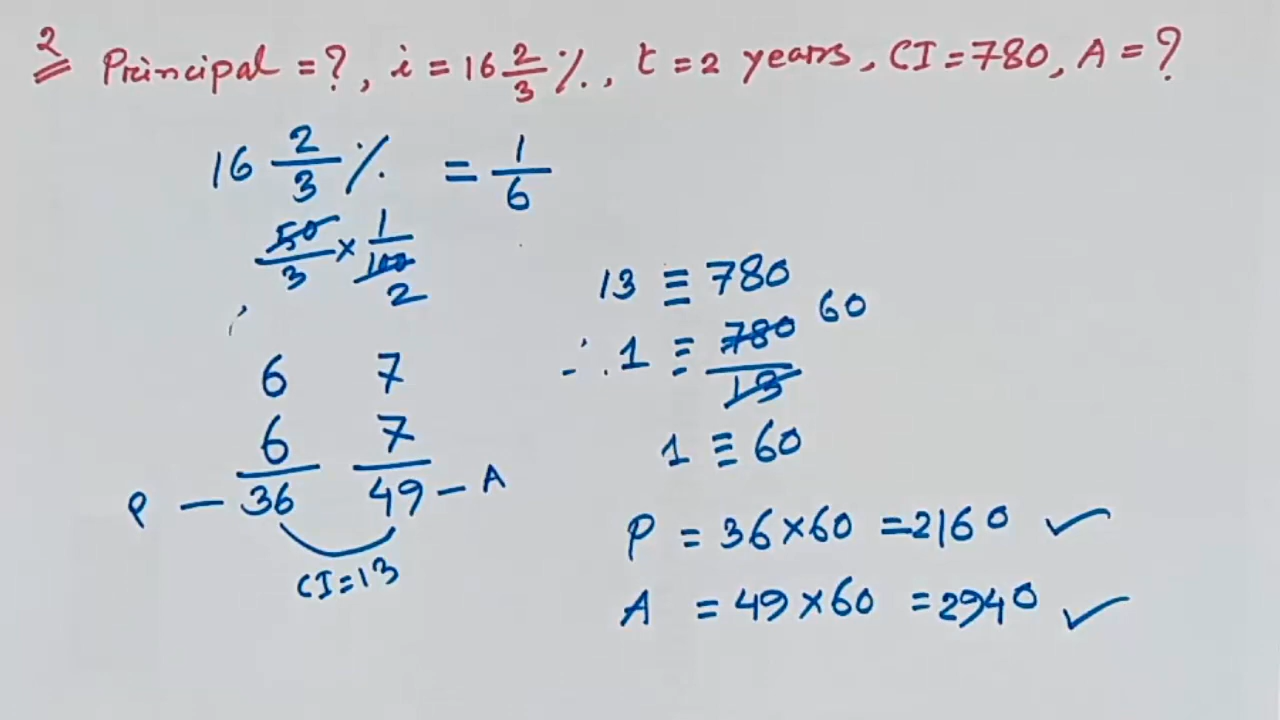 2 Principal = ?, i = 16 2/3 %, t = 2 years, CI = 780, A = ?
16 2/3 % = 1/6
50/3 × 1/100
2
13 ≡ 780
∴ 1 ≡ 780/13 60
1 ≡ 60
6 7
6 7
P – 36 49 – A
CI = 13
P = 36 × 60 = 2160 ✓
A = 49 × 60 = 2940 ✓